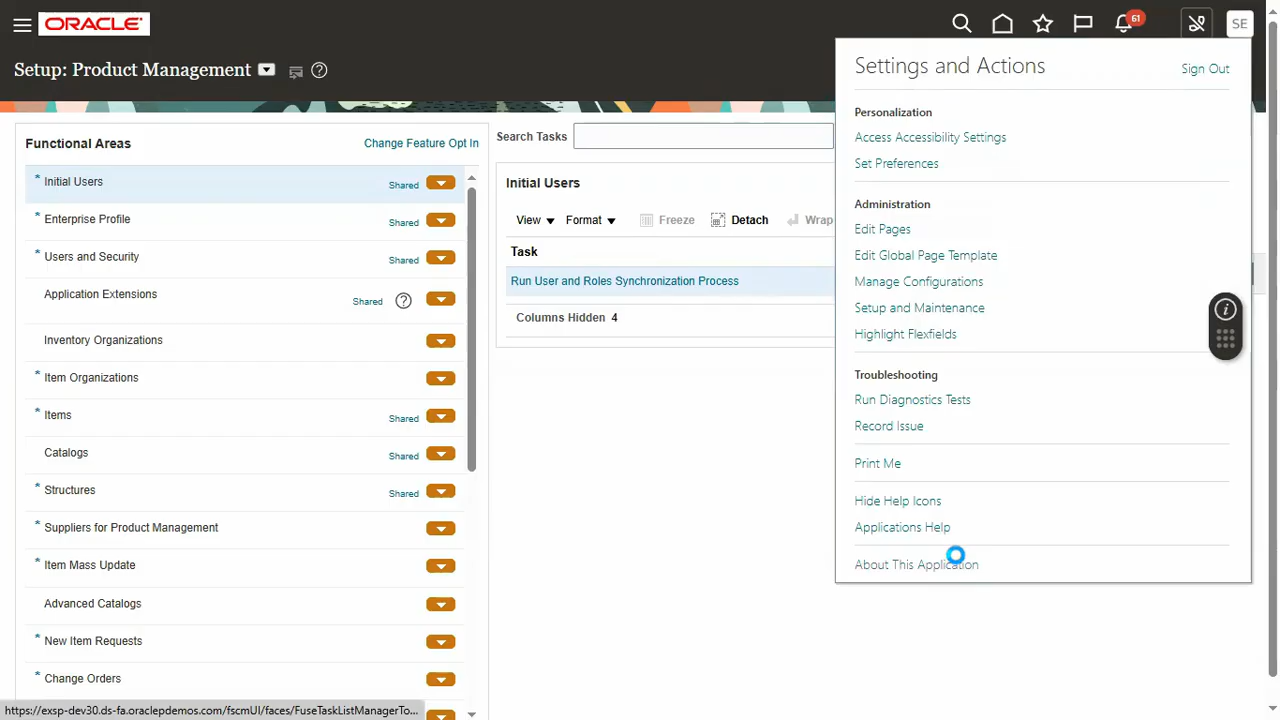 ORACLE
61
SE
Setup: Product Management
Settings and Actions
Sign Out
Personalization
Access Accessibility Settings
Set Preferences
Administration
Edit Pages
Edit Global Page Template
Manage Configurations
Setup and Maintenance
Highlight Flexfields
Troubleshooting
Run Diagnostics Tests
Record Issue
Print Me
Hide Help Icons
Applications Help
About This Application
Functional Areas
Change Feature Opt In
* Initial Users Shared
* Enterprise Profile Shared
* Users and Security Shared
Application Extensions Shared
Inventory Organizations
* Item Organizations
* Items Shared
Catalogs Shared
* Structures Shared
* Suppliers for Product Management
* Item Mass Update
Advanced Catalogs
* New Item Requests
* Change Orders
Search Tasks
Initial Users
View Format Freeze Detach Wrap
Task
Run User and Roles Synchronization Process
Columns Hidden 4
https://exsp-dev30.ds-fa.oraclepdemos.com/fscmUI/faces/FuseTaskListManagerTo...